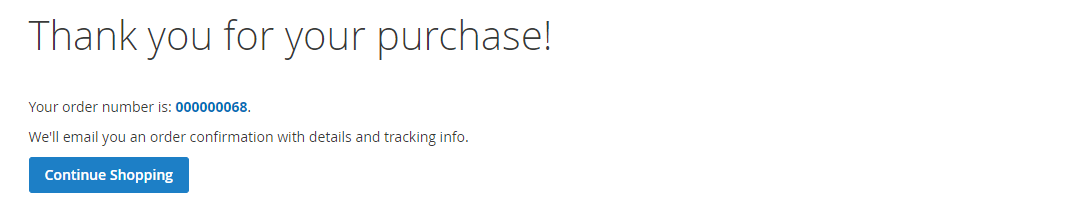 Thank you for your purchase!
Your order number is: 000000068.
We'll email you an order confirmation with details and tracking info.
Continue Shopping